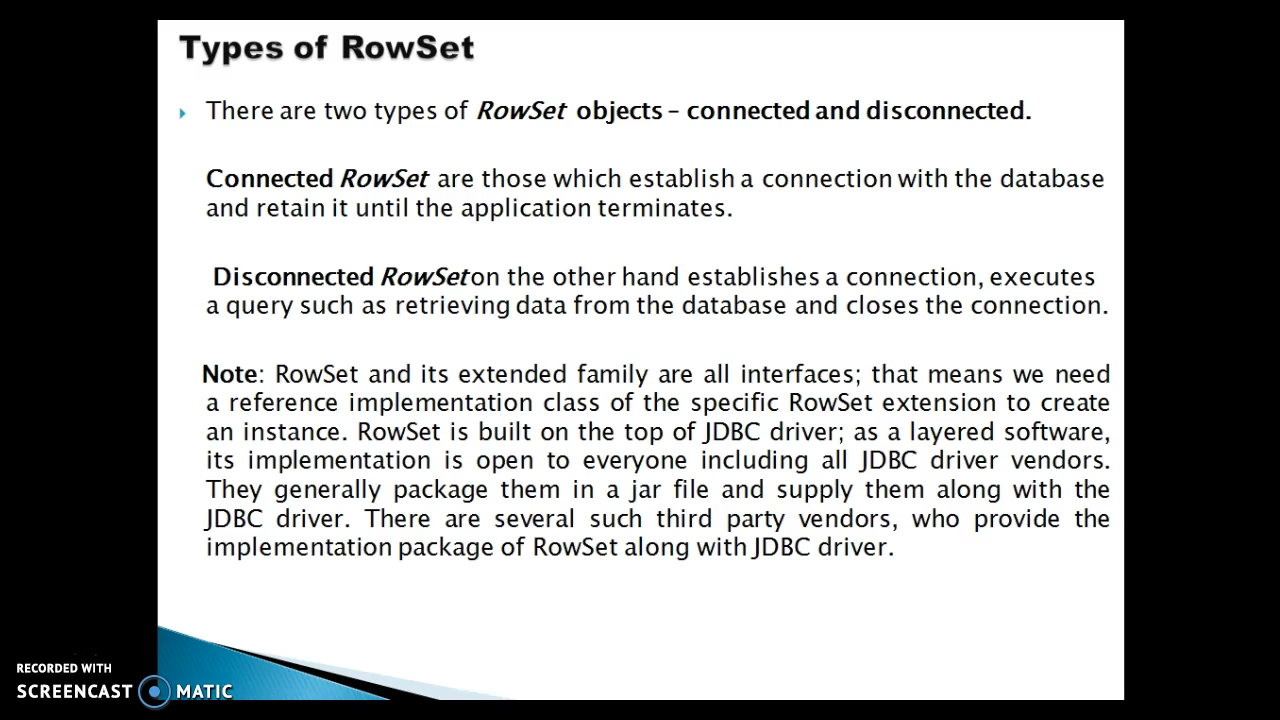 Types of RowSet
There are two types of RowSet objects – connected and disconnected.
Connected RowSet are those which establish a connection with the database
and retain it until the application terminates.
Disconnected RowSet on the other hand establishes a connection, executes
a query such as retrieving data from the database and closes the connection.
Note: RowSet and its extended family are all interfaces; that means we need
a reference implementation class of the specific RowSet extension to create
an instance. RowSet is built on the top of JDBC driver; as a layered software,
its implementation is open to everyone including all JDBC driver vendors.
They generally package them in a jar file and supply them along with the
JDBC driver. There are several such third party vendors, who provide the
implementation package of RowSet along with JDBC driver.
RECORDED WITH
SCREENCAST MATIC